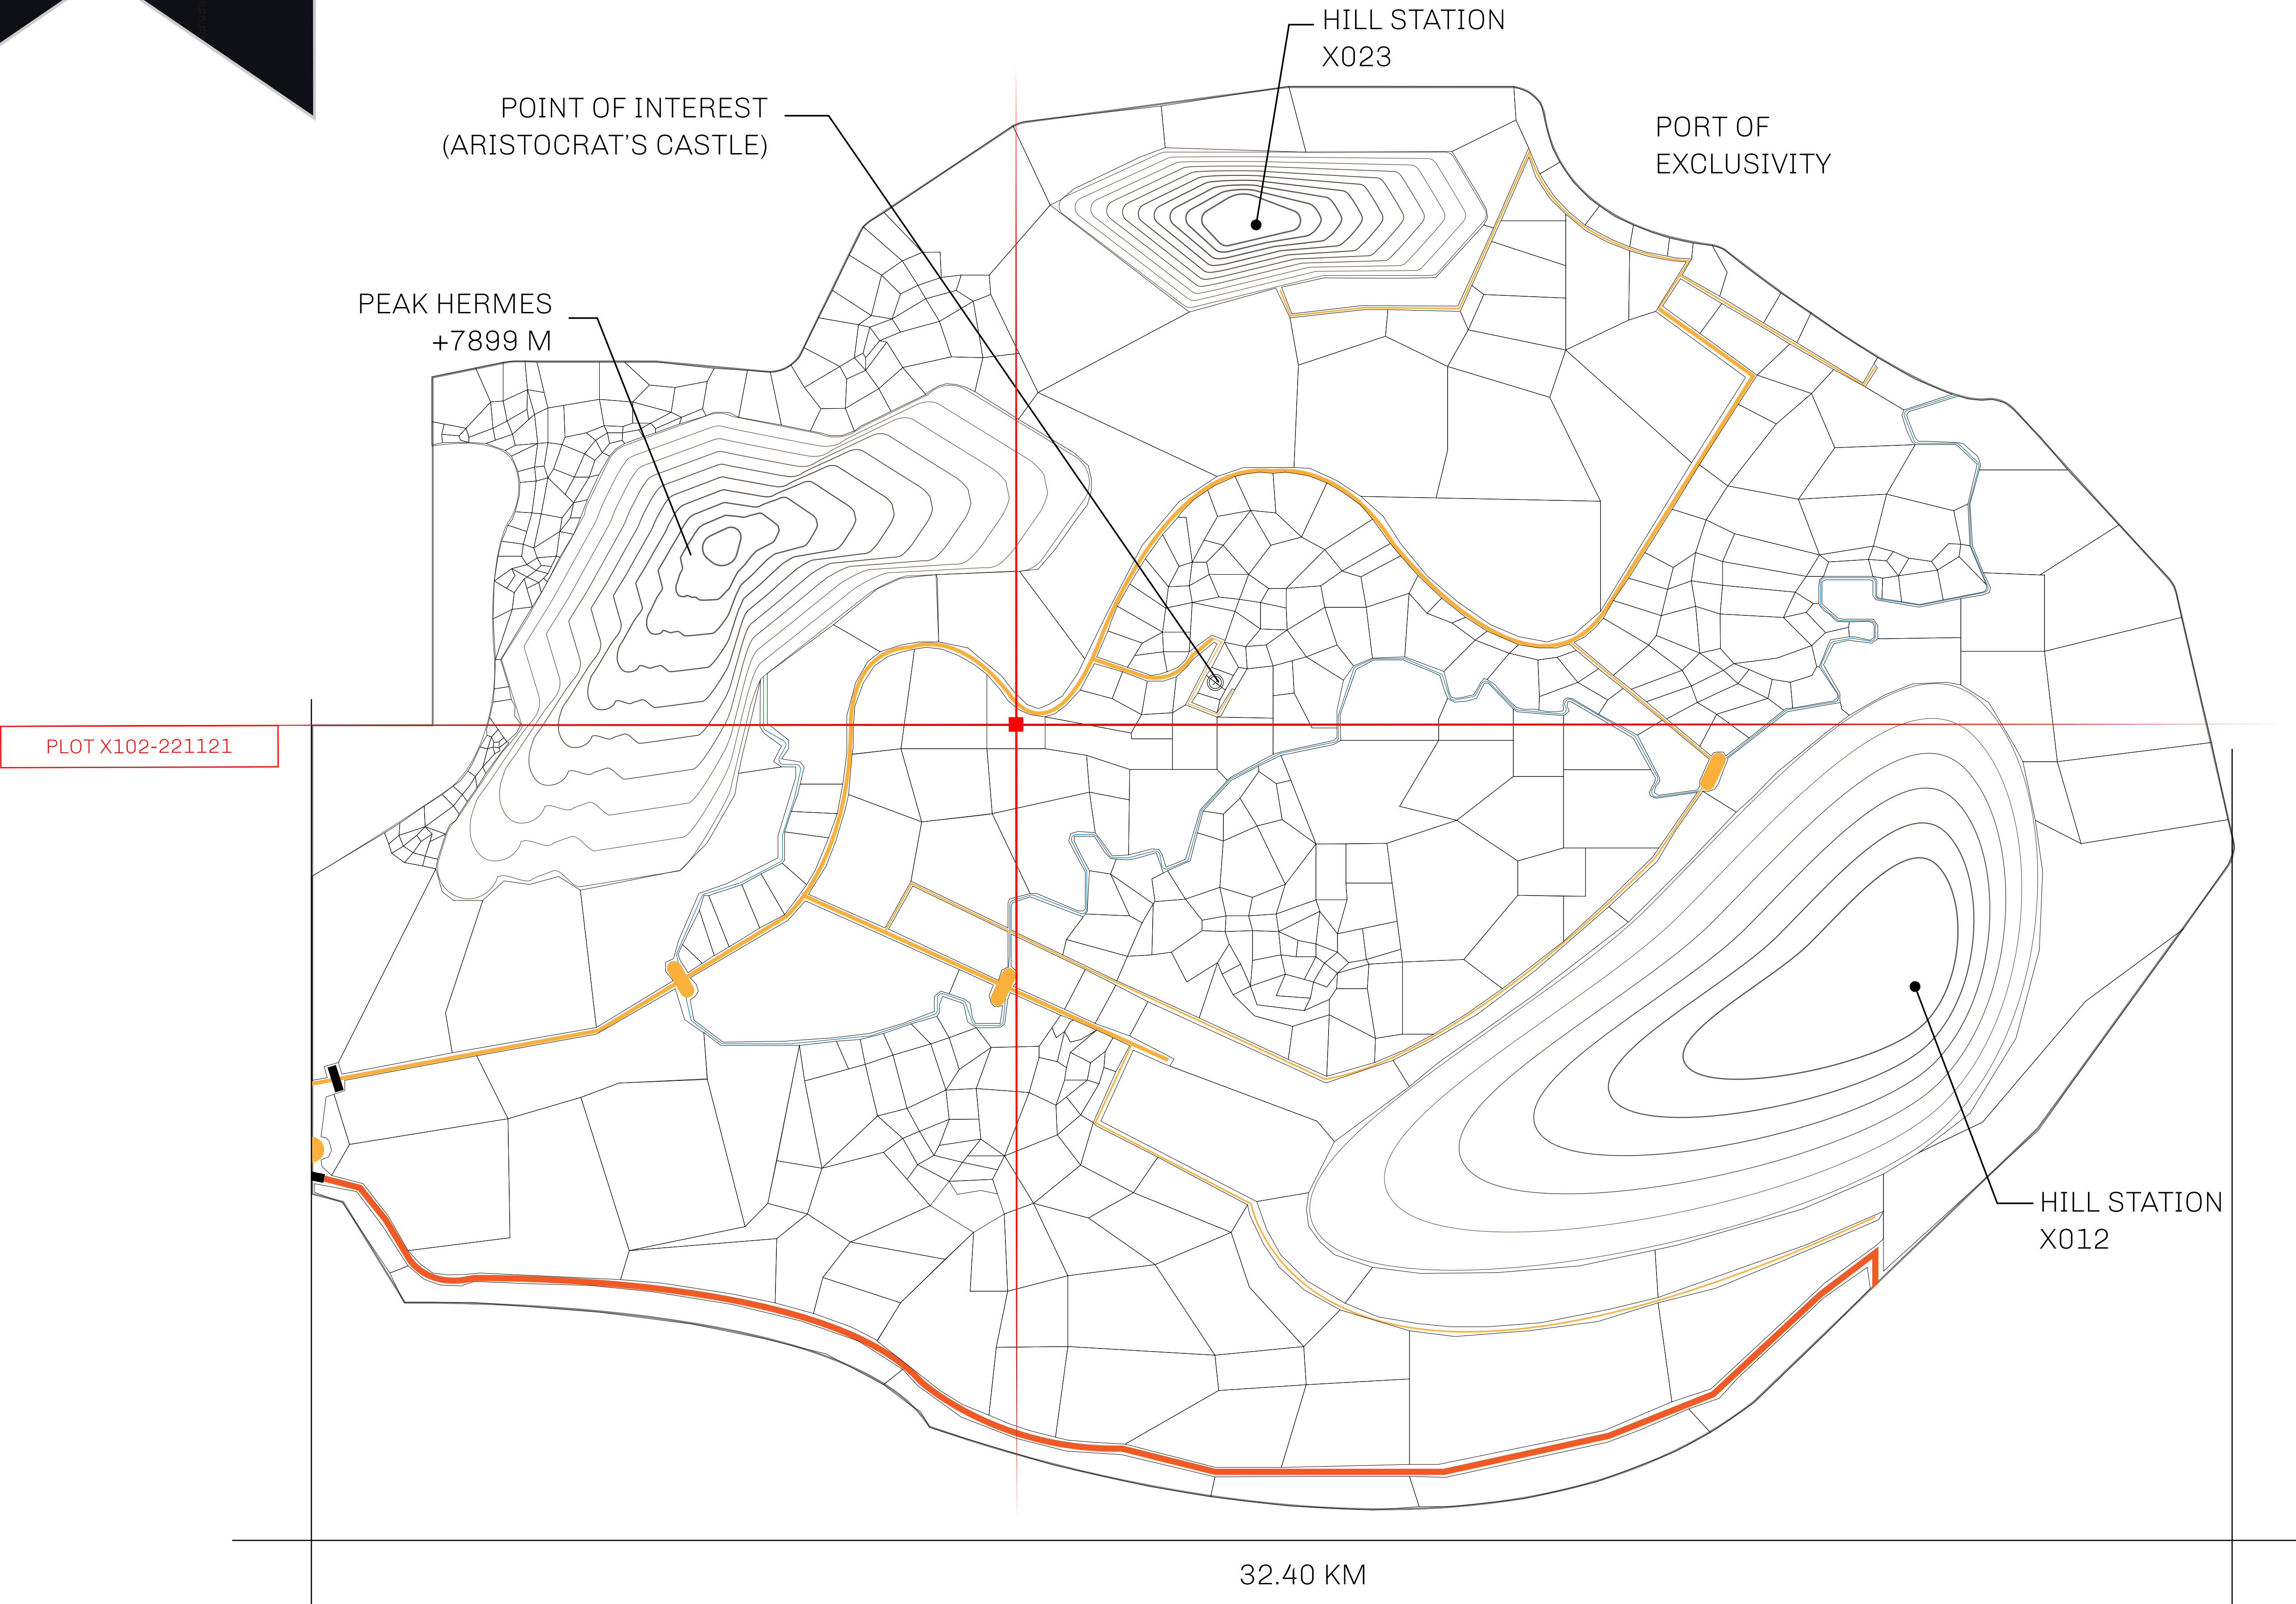 HILL STATION
X023
POINT OF INTEREST
(ARISTOCRAT'S CASTLE)
PORT OF
EXCLUSIVITY
PEAK HERMES
+7899 M
PLOT X102-221121
HILL STATION
X012
32.40 KM